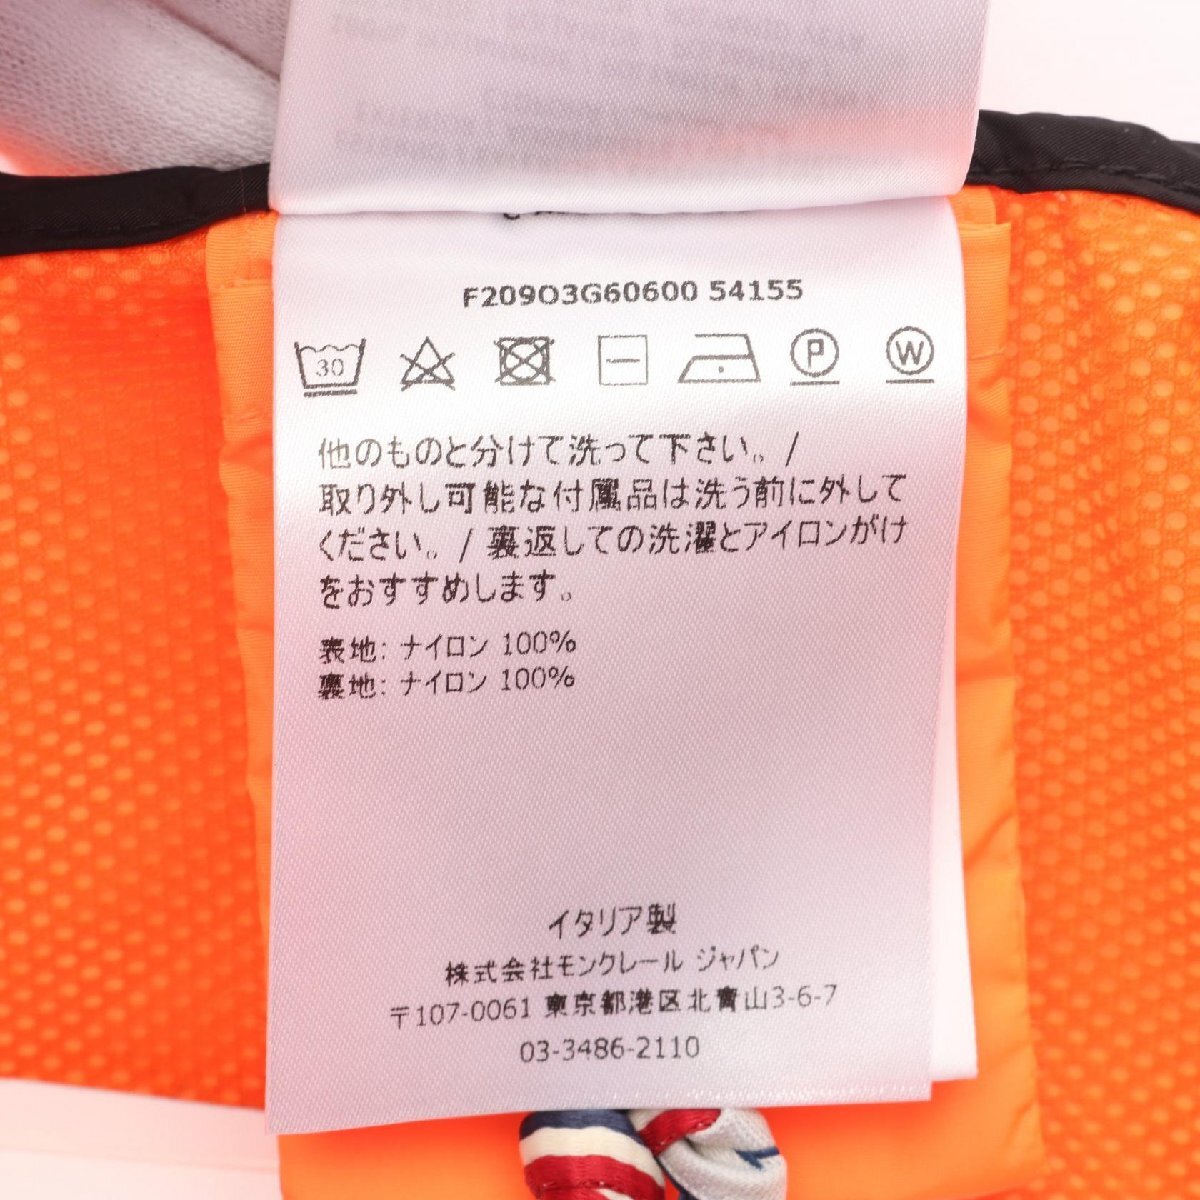 F209O3G60600 54155
30
P
W
他のものと分けて洗って下さい。/
取り外し可能な付属品は洗う前に外して
ください。/ 裏返しての洗濯とアイロンがけ
をおすすめします。
表地: ナイロン 100%
裏地: ナイロン 100%
イタリア製
株式会社モンクレール ジャパン
〒107-0061 東京都港区北青山3-6-7
03-3486-2110